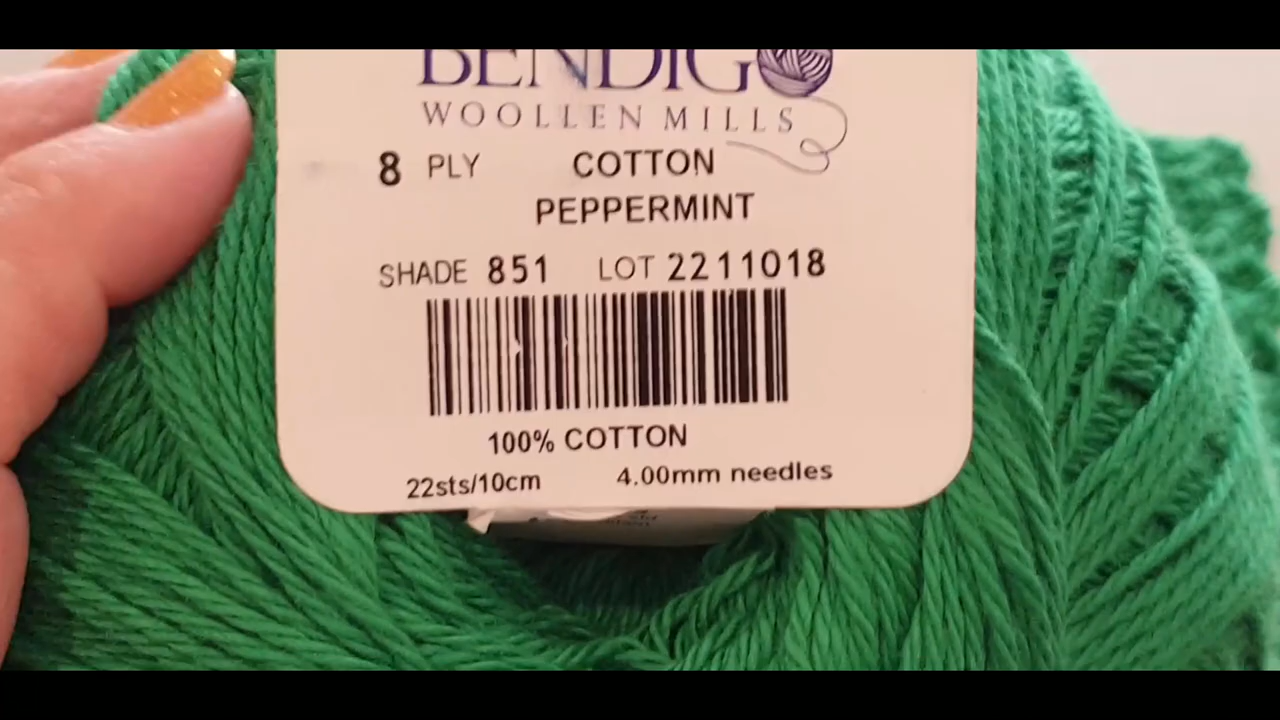 BENDIGO
WOOLLEN MILLS
8 PLY COTTON
PEPPERMINT
SHADE 851 LOT 2211018
100% COTTON
22sts/10cm 4.00mm needles